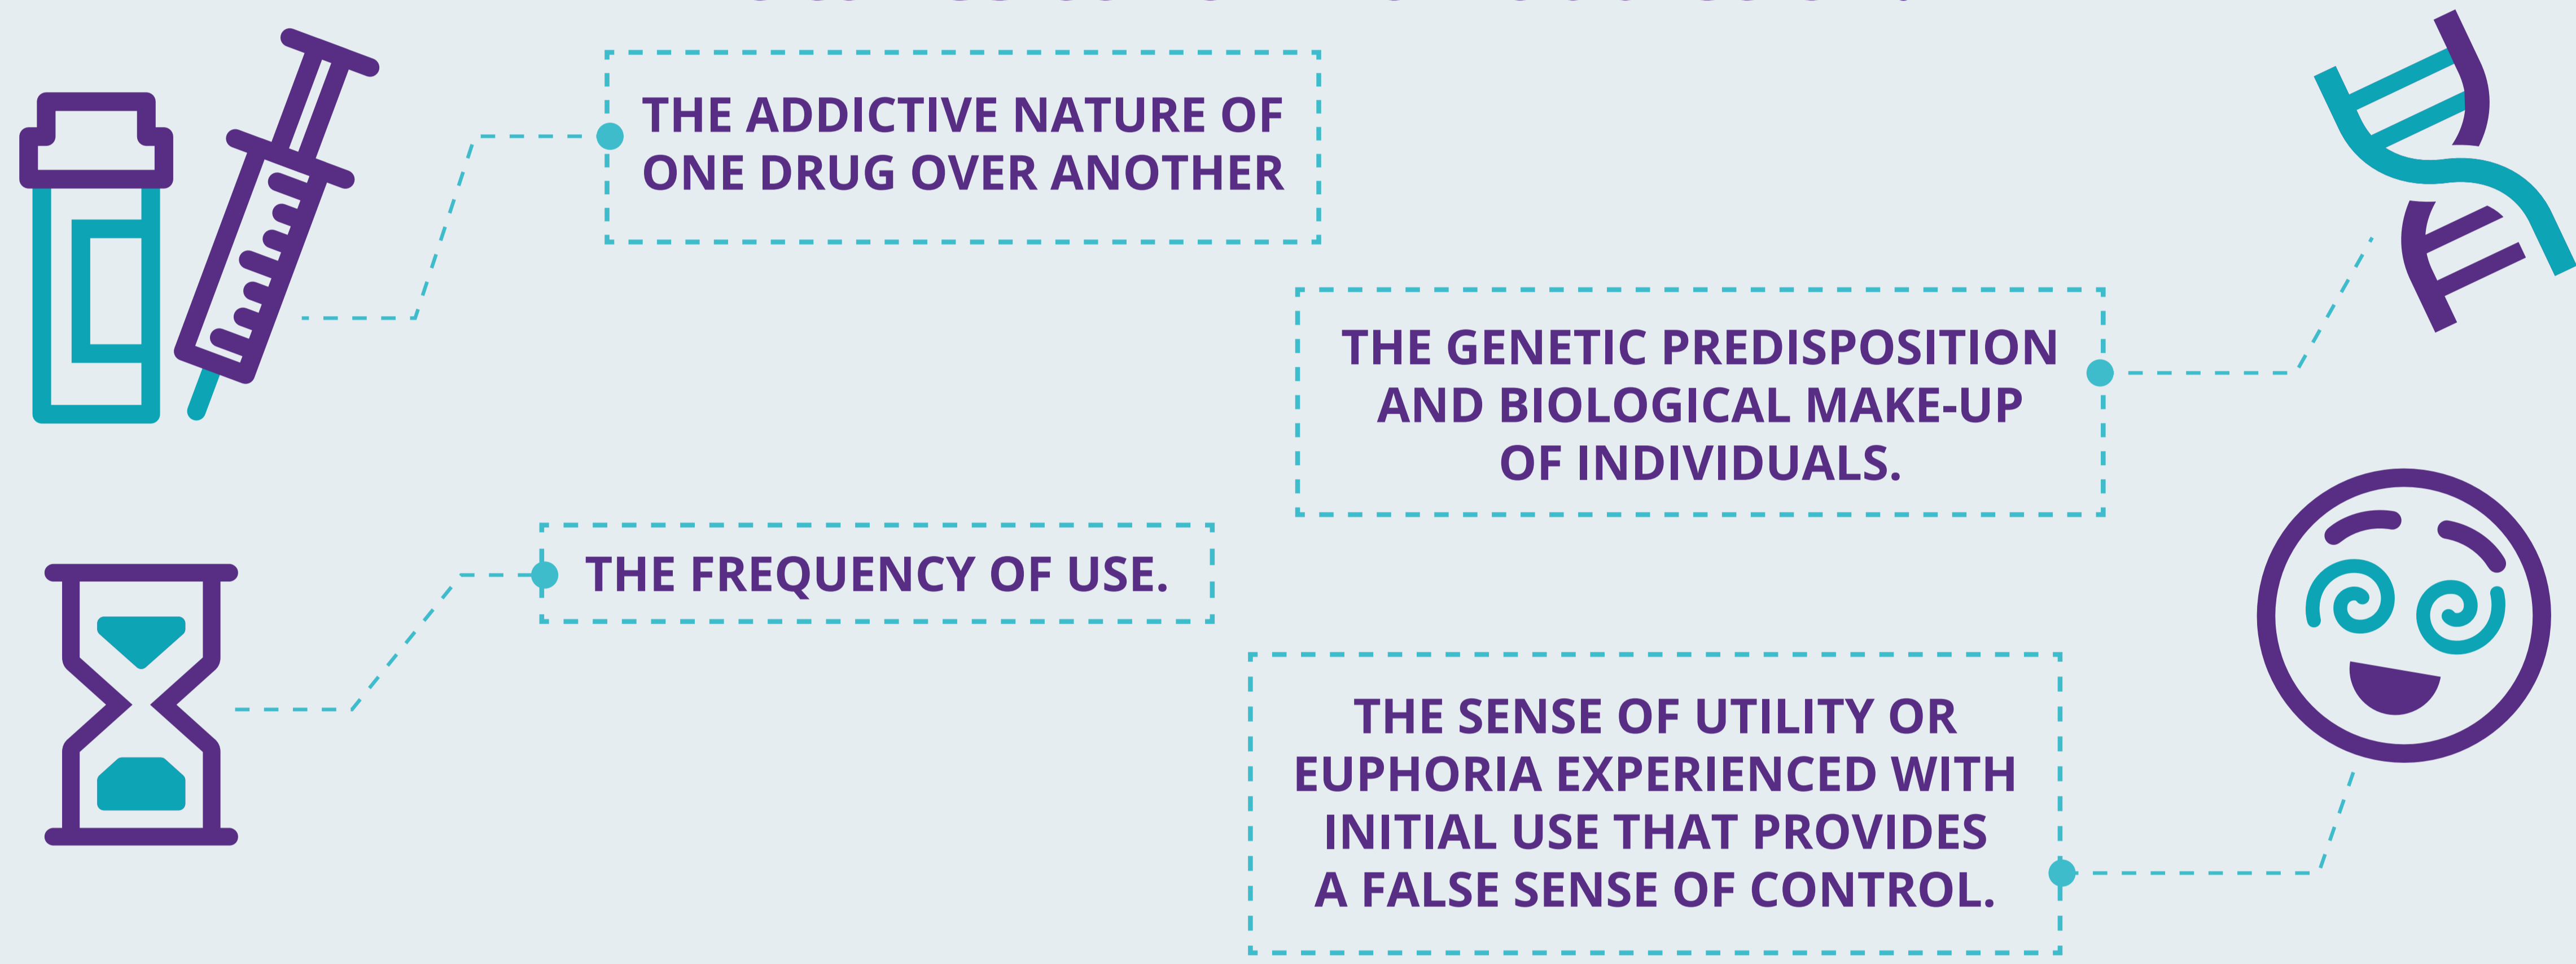 THE ADDICTIVE NATURE OF
ONE DRUG OVER ANOTHER
THE GENETIC PREDISPOSITION
AND BIOLOGICAL MAKE-UP
OF INDIVIDUALS.
THE FREQUENCY OF USE.
THE SENSE OF UTILITY OR
EUPHORIA EXPERIENCED WITH
INITIAL USE THAT PROVIDES
A FALSE SENSE OF CONTROL.